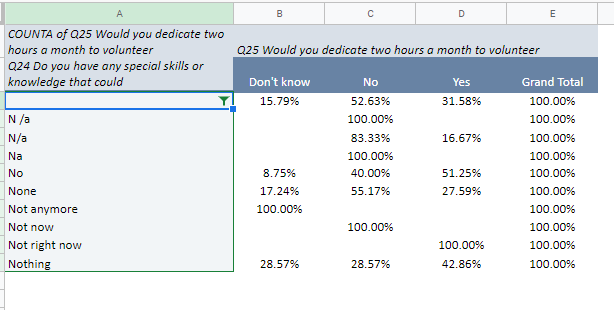 A B C D E
COUNTA of Q25 Would you dedicate two
hours a month to volunteer
Q25 Would you dedicate two hours a month to volunteer
Q24 Do you have any special skills or
knowledge that could
Don't know No Yes Grand Total
15.79% 52.63% 31.58% 100.00%
N /a 100.00% 100.00%
N/a 83.33% 16.67% 100.00%
Na 100.00% 100.00%
No 8.75% 40.00% 51.25% 100.00%
None 17.24% 55.17% 27.59% 100.00%
Not anymore 100.00% 100.00%
Not now 100.00% 100.00%
Not right now 100.00% 100.00%
Nothing 28.57% 28.57% 42.86% 100.00%